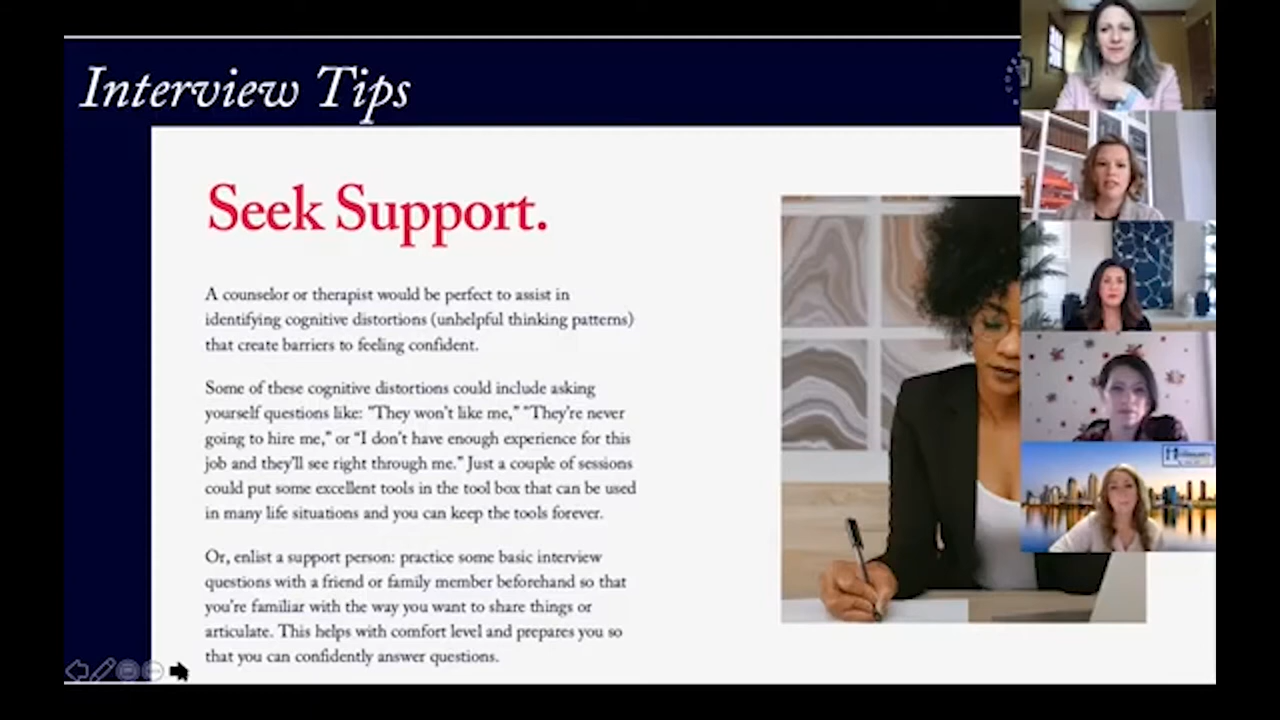 Interview Tips
Seek Support.
A counselor or therapist would be perfect to assist in
identifying cognitive distortions (unhelpful thinking patterns)
that create barriers to feeling confident.
Some of these cognitive distortions could include asking
yourself questions like: "They won't like me," "They're never
going to hire me," or "I don't have enough experience for this
job and they'll see right through me." Just a couple of sessions
could put some excellent tools in the tool box that can be used
in many life situations and you can keep the tools forever.
Or, enlist a support person: practice some basic interview
questions with a friend or family member beforehand so that
you're familiar with the way you want to share things or
articulate. This helps with comfort level and prepares you so
that you can confidently answer questions.